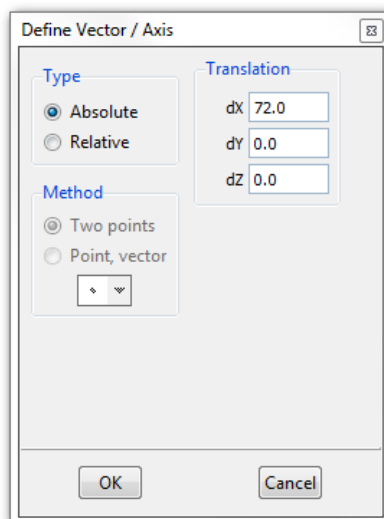 Define Vector / Axis
Type
Absolute
Relative
Translation
dX 72.0
dY 0.0
dZ 0.0
Method
Two points
Point, vector
OK
Cancel